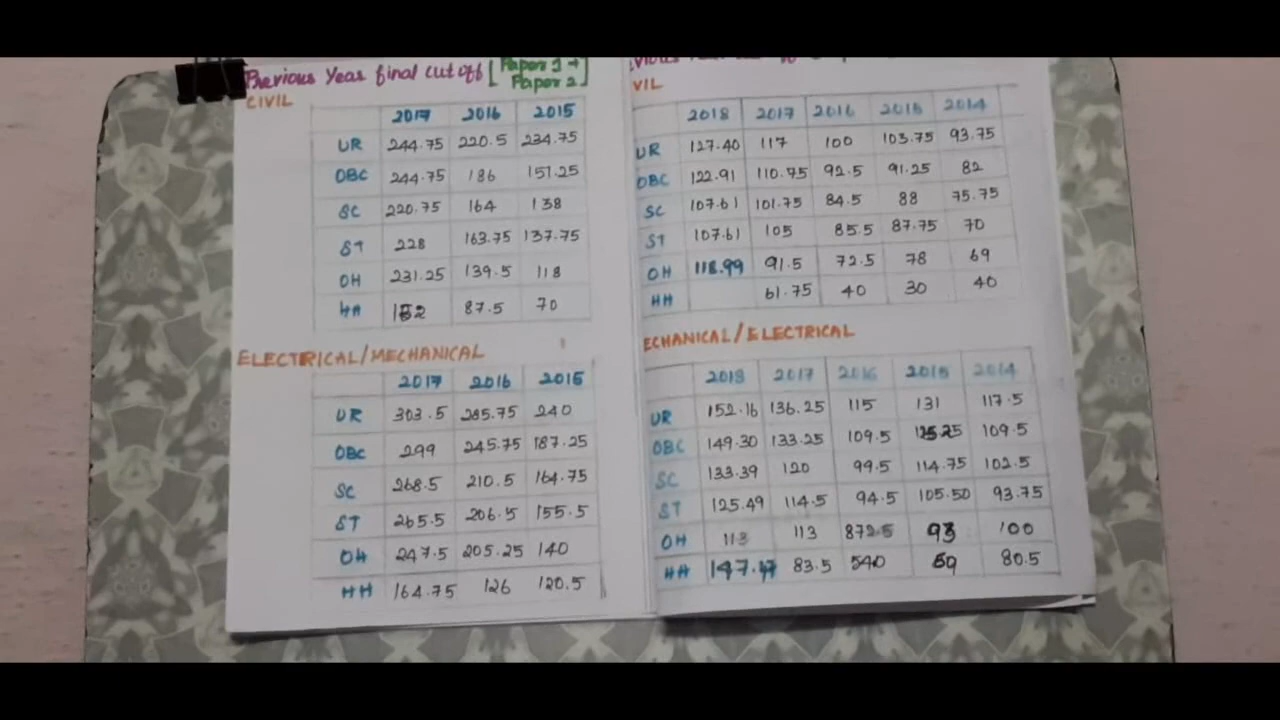 Previous Year final cut off [Paper 1 + Paper 2]
CIVIL
2017 2016 2015
UR 244.75 220.5 234.75
OBC 244.75 186 157.25
SC 220.75 164 138
ST 228 163.75 137.75
OH 231.25 139.5 118
HH 152 87.5 70
ELECTRICAL/MECHANICAL
2017 2016 2015
UR 303.5 285.75 240
OBC 299 245.75 187.25
SC 268.5 210.5 164.75
ST 265.5 206.5 155.5
OH 247.5 205.25 140
HH 164.75 126 120.5
VIL
2018 2017 2016 2015 2014
UR 127.40 117 100 103.75 93.75
OBC 122.91 110.75 92.5 91.25 82
SC 107.61 101.75 84.5 88 75.75
ST 107.61 105 85.5 87.75 70
OH 118.99 91.5 72.5 78 69
HH 61.75 40 30 40
ECHANICAL/ELECTRICAL
2018 2017 2016 2015 2014
UR 152.16 136.25 115 131 117.5
OBC 149.30 133.25 109.5 125.25 109.5
SC 133.39 120 99.5 114.75 102.5
ST 125.49 114.5 94.5 105.50 93.75
OH 113 113 872.5 93 100
HH 147.17 83.5 540 80.5